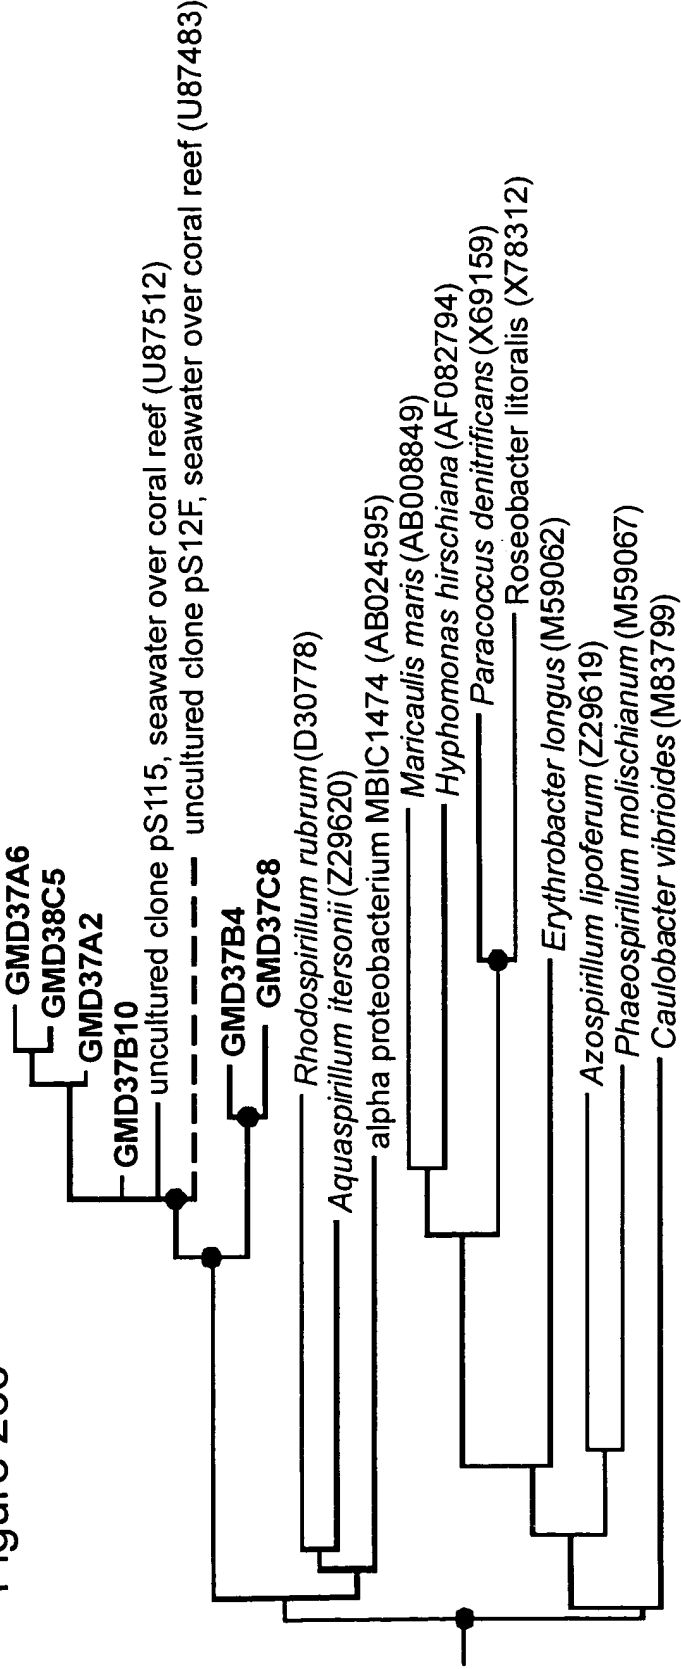 GMD37A6
GMD38C5
GMD37A2
GMD37B10
uncultured clone pS115, seawater over coral reef (U87512)
uncultured clone pS12F, seawater over coral reef (U87483)
GMD37B4
GMD37C8
Rhodospirillum rubrum (D30778)
Aquaspirillum itersonii (Z29620)
alpha proteobacterium MBIC1474 (AB024595)
Maricaulis maris (AB008849)
Hyphomonas hirschiana (AF082794)
Paracoccus denitrificans (X69159)
Roseobacter litoralis (X78312)
Erythrobacter longus (M59062)
Azospirillum lipoferum (Z29619)
Phaeospirillum molischianum (M59067)
Caulobacter vibrioides (M83799)